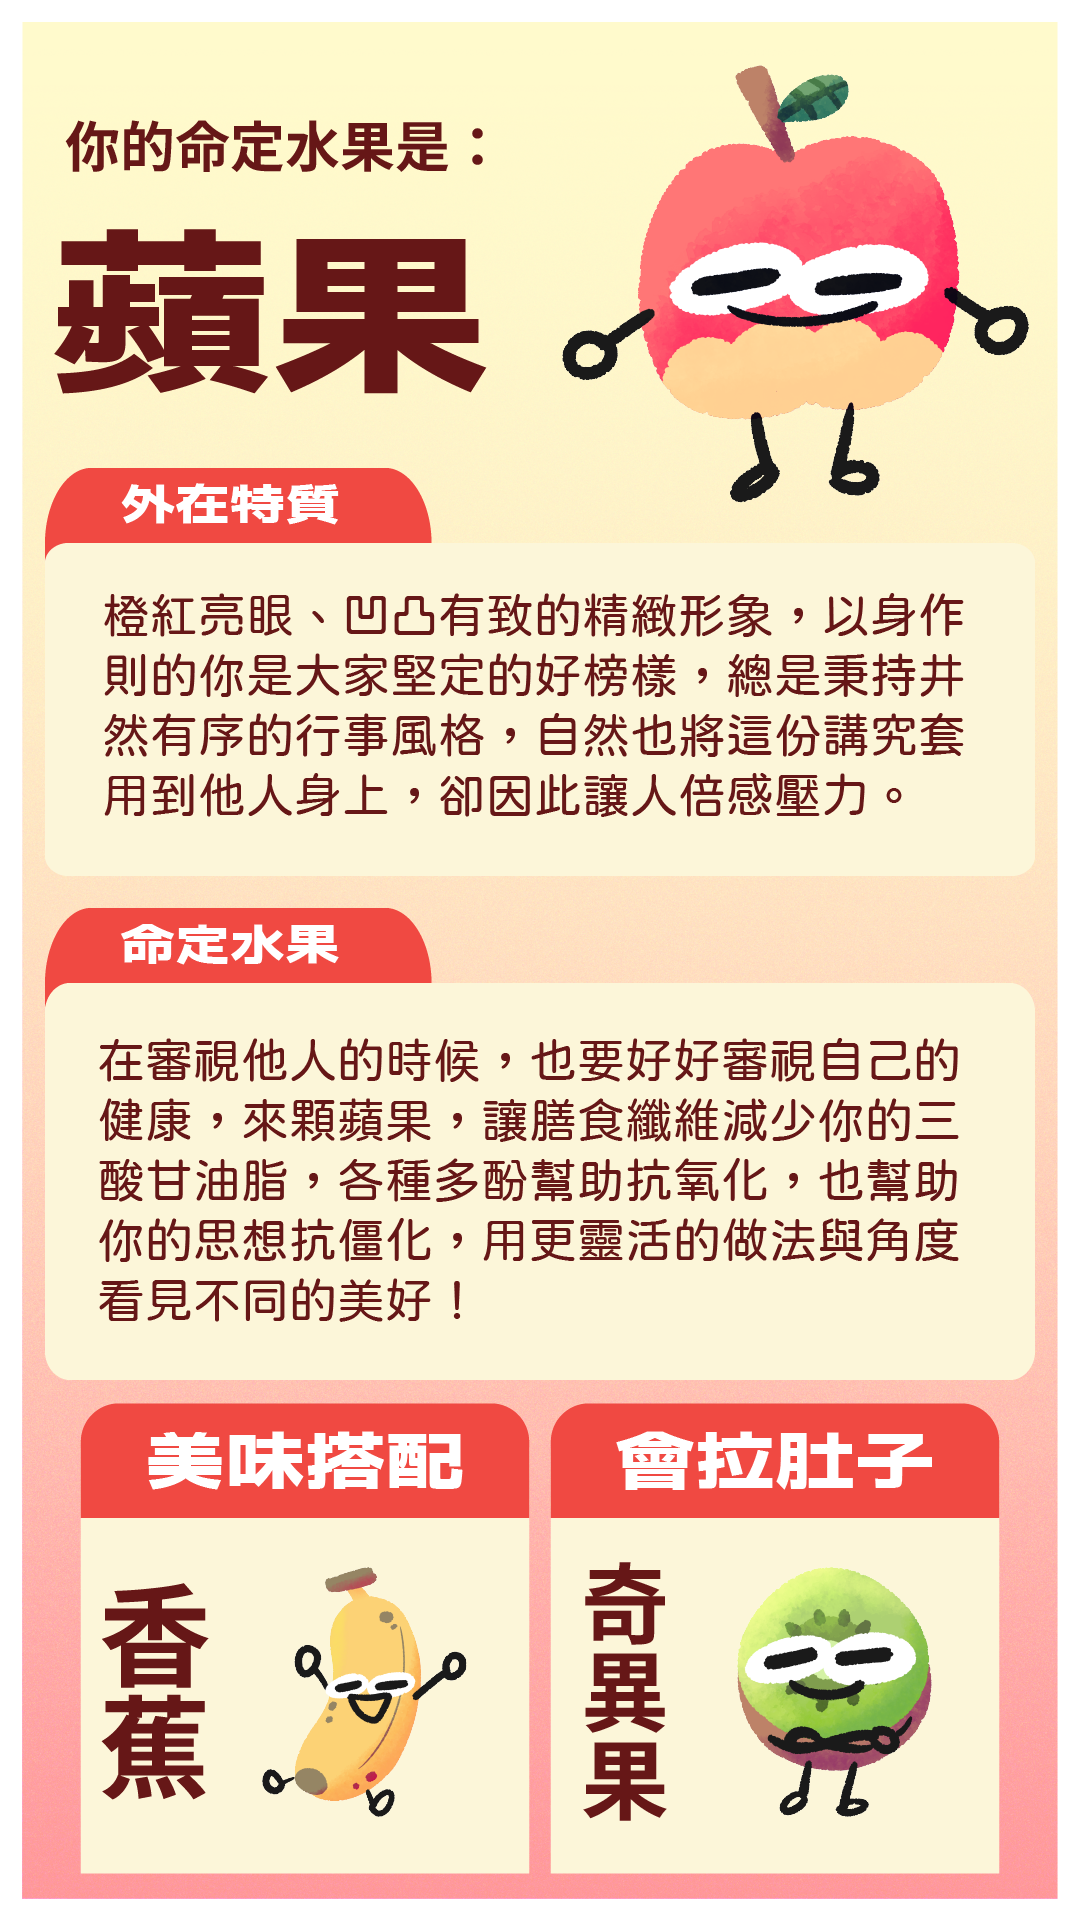 你的命定水果是：
蘋果
外在特質
橙紅亮眼、凹凸有致的精緻形象，以身作
則的你是大家堅定的好榜樣，總是秉持井
然有序的行事風格，自然也將這份講究套
用到他人身上，卻因此讓人倍感壓力。
命定水果
在審視他人的時候，也要好好審視自己的
健康，來顆蘋果，讓膳食纖維減少你的三
酸甘油脂，各種多酚幫助抗氧化，也幫助
你的思想抗僵化，用更靈活的做法與角度
看見不同的美好！
美味搭配
香蕉
會拉肚子
奇異果